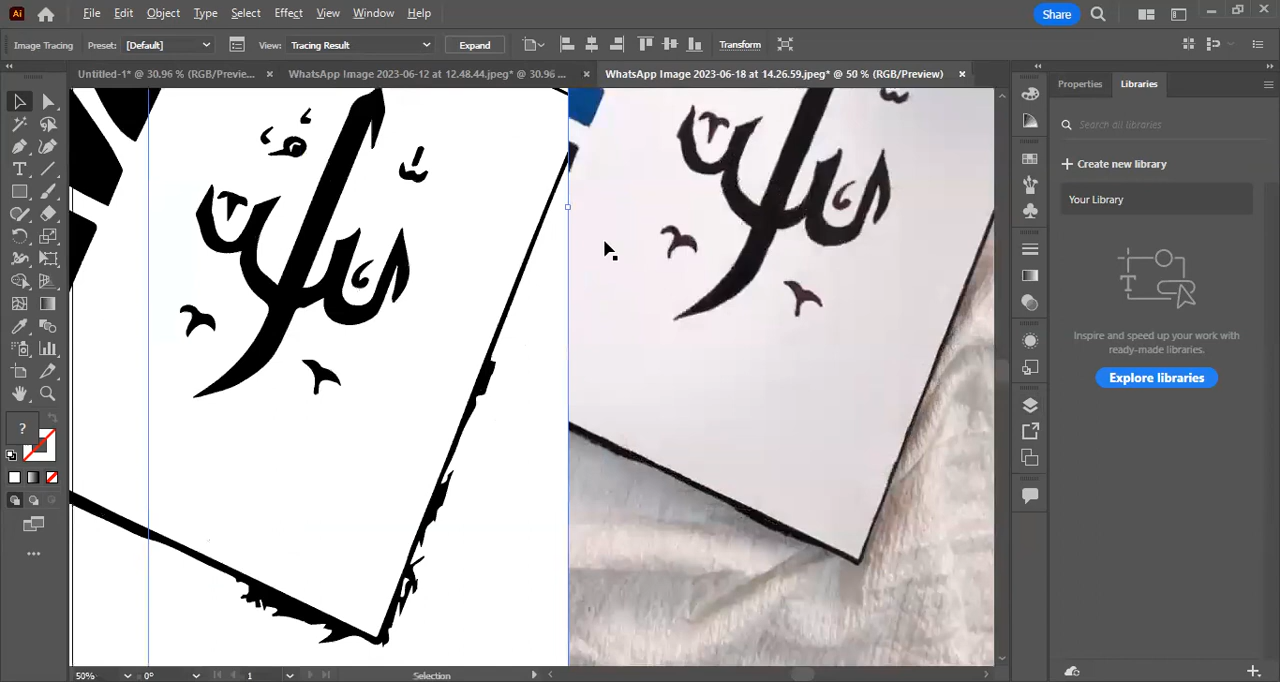 Ai File Edit Object Type Select Effect View Window Help Share
Image Tracing Preset: [Default] View: Tracing Result Expand Transform
Untitled-1* @ 30.96 % (RGB/Previe... × WhatsApp Image 2023-06-12 at 12.48.44.jpeg* @ 30.96 ... × WhatsApp Image 2023-06-18 at 14.26.59.jpeg* @ 50 % (RGB/Preview) ×
Properties Libraries
Search all libraries
+ Create new library
Your Library
Inspire and speed up your work with
ready-made libraries.
Explore libraries
?
50% 0° 1 Selection